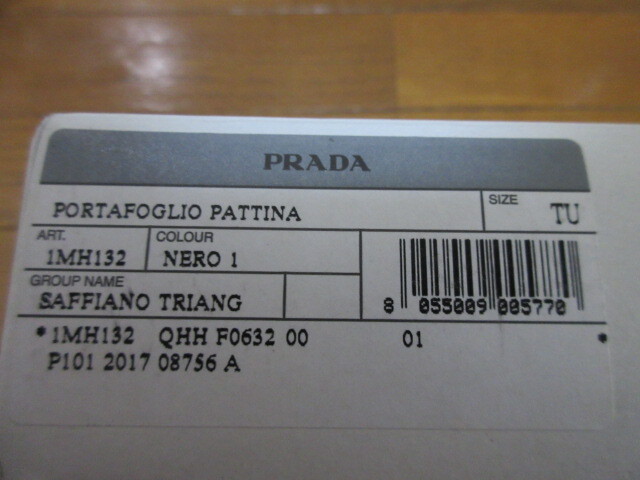 PRADA
PORTAFOGLIO PATTINA
SIZE
TU
ART.
1MH132
COLOUR
NERO 1
GROUP NAME
SAFFIANO TRIANG
8 055009 005770
*1MH132 QHH F0632 00 01 *
P101 2017 08756 A